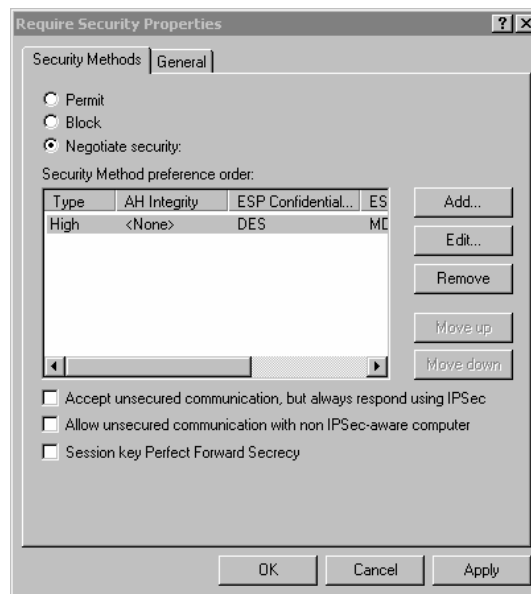 Require Security Properties
Security Methods General
Permit
Block
Negotiate security:
Security Method preference order:
Type AH Integrity ESP Confidential... ES
High <None> DES MD
Add...
Edit...
Remove
Move up
Move down
Accept unsecured communication, but always respond using IPSec
Allow unsecured communication with non IPSec-aware computer
Session key Perfect Forward Secrecy
OK Cancel Apply